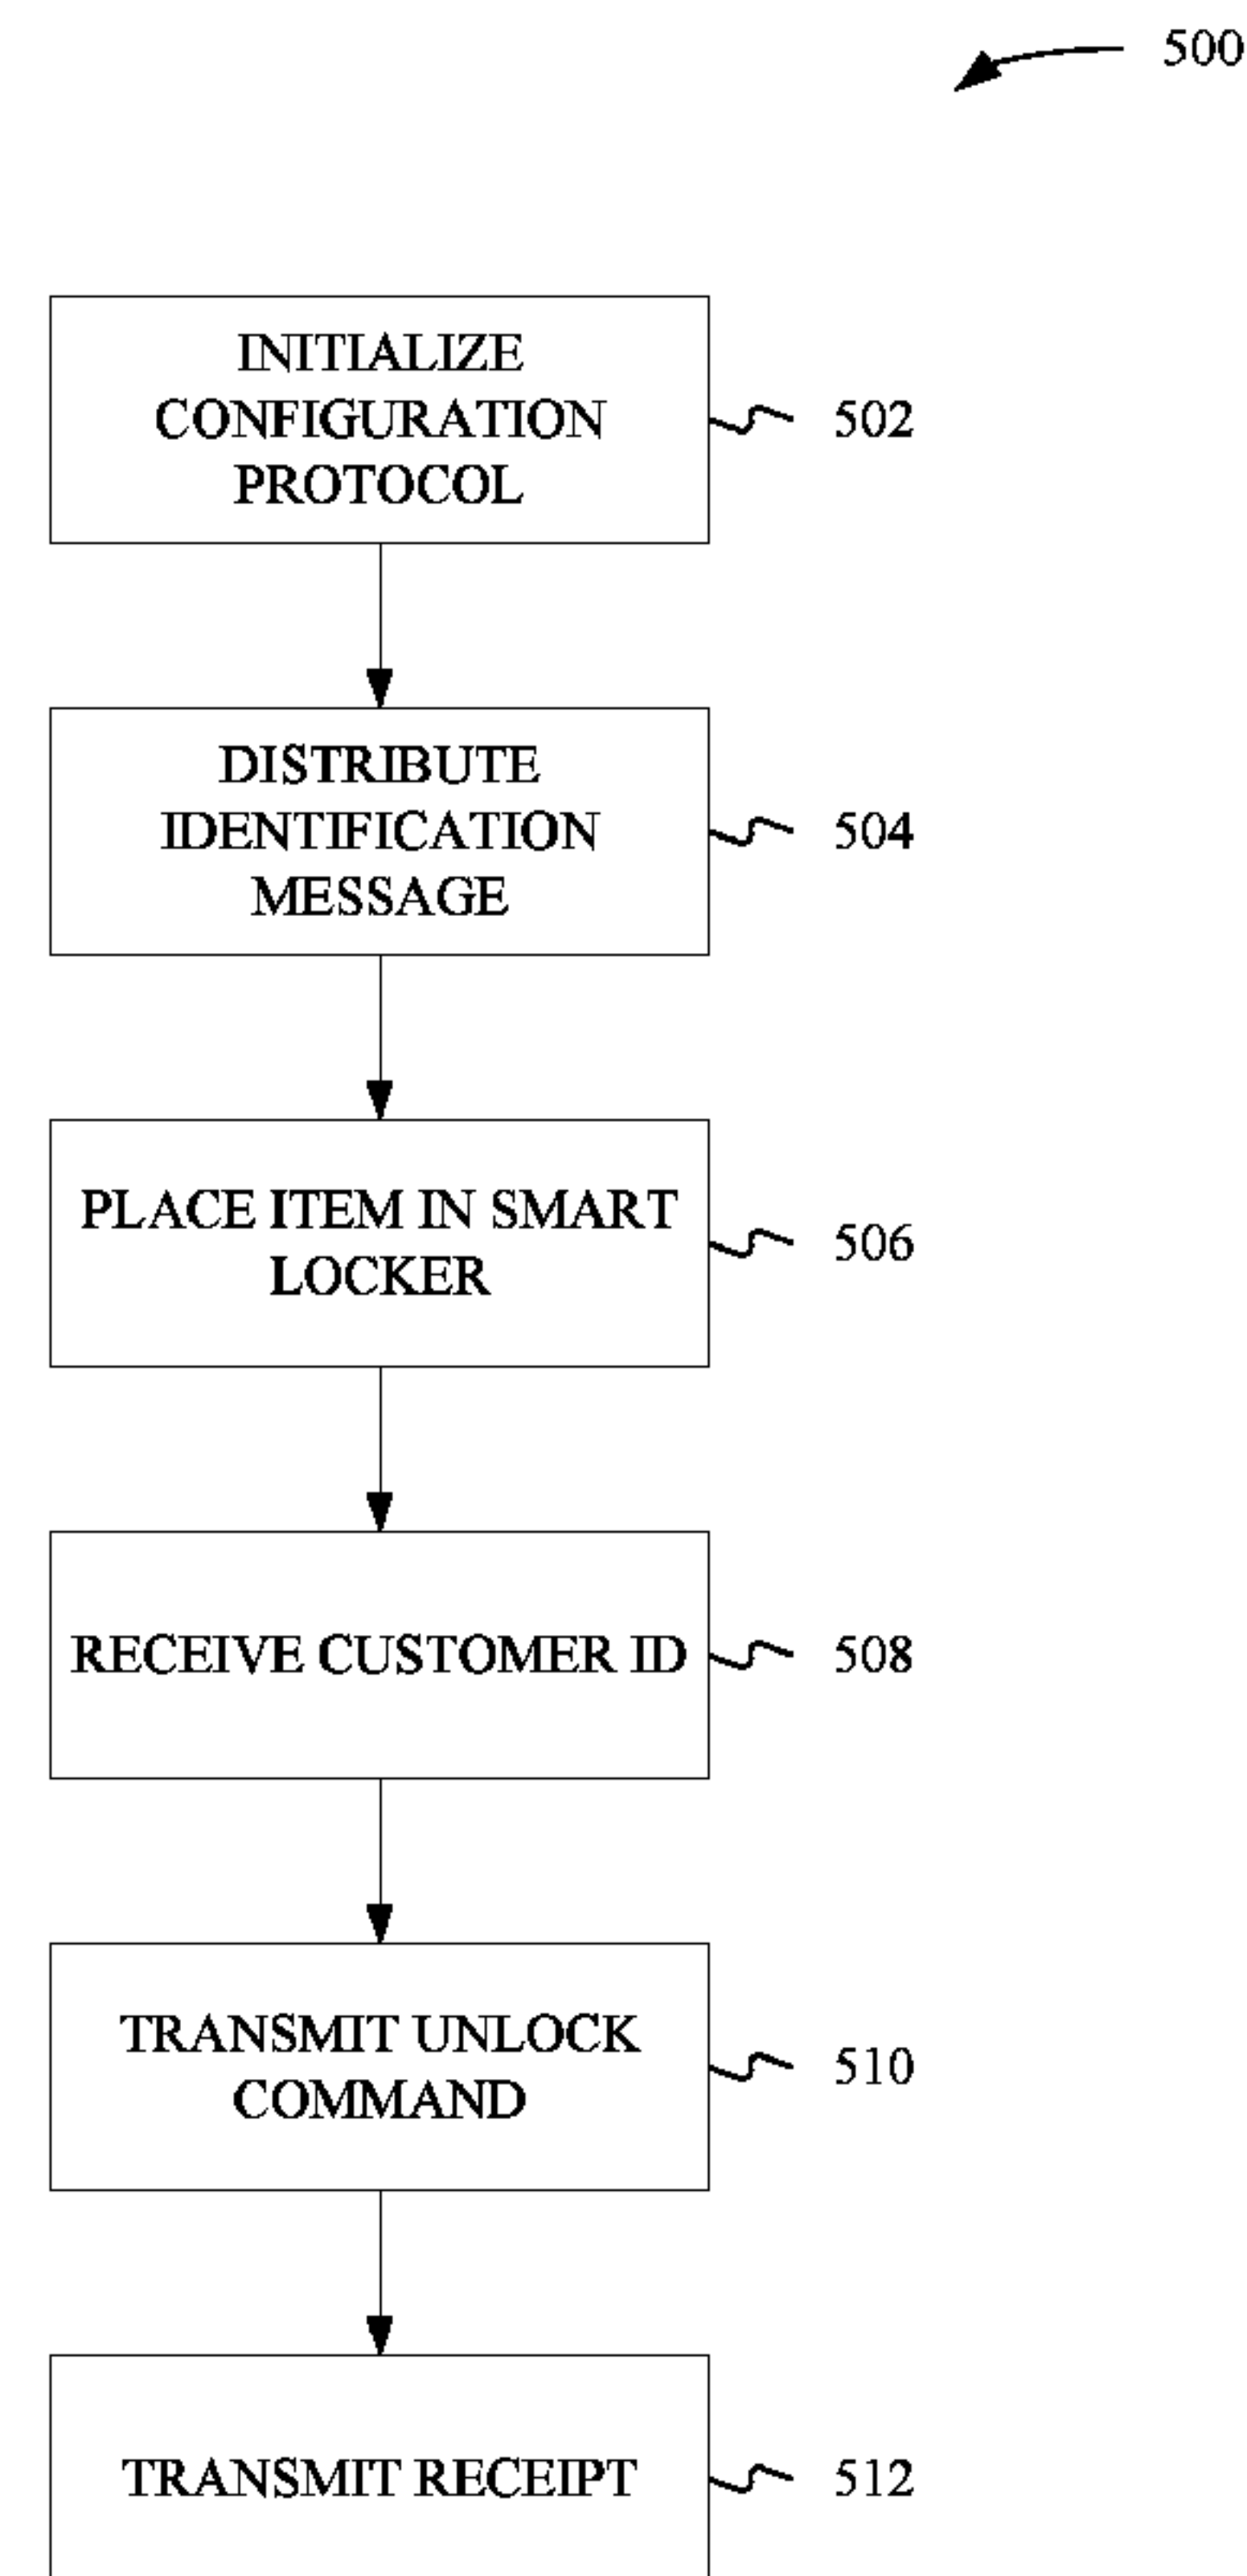 500
INITIALIZE
CONFIGURATION
PROTOCOL
502
DISTRIBUTE
IDENTIFICATION
MESSAGE
504
PLACE ITEM IN SMART
LOCKER
506
RECEIVE CUSTOMER ID
508
TRANSMIT UNLOCK
COMMAND
510
TRANSMIT RECEIPT
512